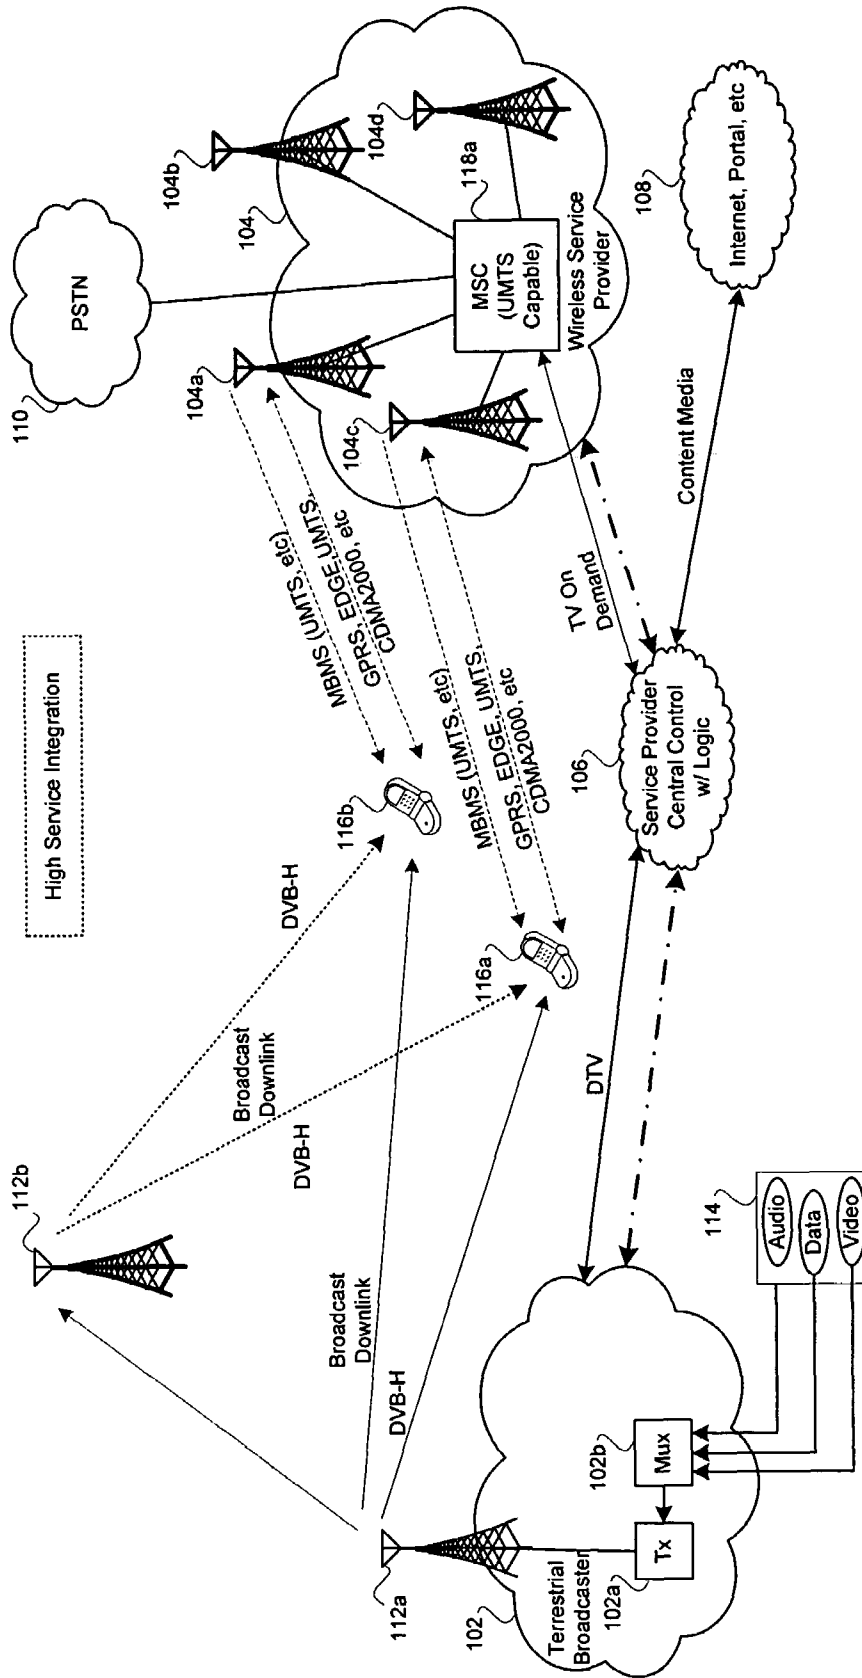 High Service Integration
110
PSTN
104b
104
104d
118a
104a
104c
MSC
(UMTS
Capable)
Wireless Service
Provider
108
Internet, Portal, etc
MBMS (UMTS, etc)
GPRS, EDGE,UMTS,
CDMA2000, etc
MBMS (UMTS, etc)
GPRS, EDGE, UMTS,
CDMA2000, etc
116b
116a
TV On
Demand
Content Media
106
Service Provider
Central Control
w/ Logic
112b
DVB-H
Broadcast
Downlink
DVB-H
Broadcast
Downlink
DVB-H
DTV
112a
102
Terrestrial
Broadcaster
102a
Tx
102b
Mux
114
Audio
Data
Video